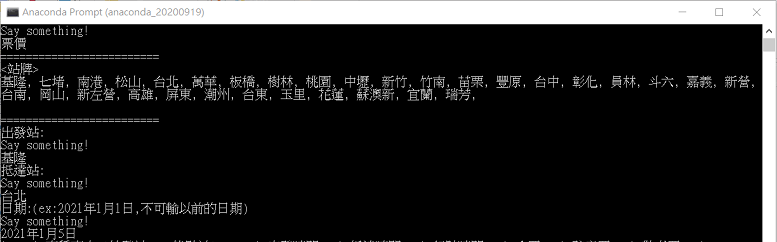 Anaconda Prompt (anaconda_20200919)
Say something!
票價
=========================
<站牌>
基隆, 七堵, 南港, 松山, 台北, 萬華, 板橋, 樹林, 桃園, 中壢, 新竹, 竹南, 苗栗, 豐原, 台中, 彰化, 員林, 斗六, 嘉義, 新營,
台南, 岡山, 新左營, 高雄, 屏東, 潮州, 台東, 玉里, 花蓮, 蘇澳新, 宜蘭, 瑞芳,
=========================
出發站:
Say something!
基隆
抵達站:
Say something!
台北
日期:(ex:2021年1月1日,不可輸以前的日期)
Say something!
2021年1月5日